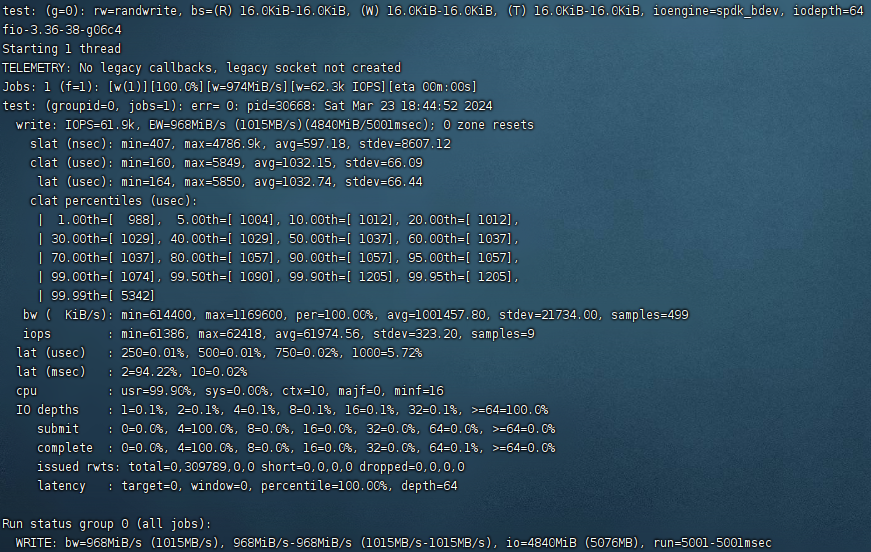 test: (g=0): rw=randwrite, bs=(R) 16.0KiB-16.0KiB, (W) 16.0KiB-16.0KiB, (T) 16.0KiB-16.0KiB, ioengine=spdk_bdev, iodepth=64
fio-3.36-38-g06c4
Starting 1 thread
TELEMETRY: No legacy callbacks, legacy socket not created
Jobs: 1 (f=1): [w(1)][100.0%][w=974MiB/s][w=62.3k IOPS][eta 00m:00s]
test: (groupid=0, jobs=1): err= 0: pid=30668: Sat Mar 23 18:44:52 2024
write: IOPS=61.9k, EW=968MiB/s (1015MB/s)(4840MiB/5001msec); 0 zone resets
slat (nsec): min=407, max=4786.9k, avg=597.18, stdev=8607.12
clat (usec): min=160, max=5849, avg=1032.15, stdev=66.09
lat (usec): min=164, max=5850, avg=1032.74, stdev=66.44
clat percentiles (usec):
| 1.00th=[ 988], 5.00th=[ 1004], 10.00th=[ 1012], 20.00th=[ 1012],
| 30.00th=[ 1029], 40.00th=[ 1029], 50.00th=[ 1037], 60.00th=[ 1037],
| 70.00th=[ 1037], 80.00th=[ 1057], 90.00th=[ 1057], 95.00th=[ 1057],
| 99.00th=[ 1074], 99.50th=[ 1090], 99.90th=[ 1205], 99.95th=[ 1205],
| 99.99th=[ 5342]
bw ( KiB/s): min=614400, max=1169600, per=100.00%, avg=1001457.80, stdev=21734.00, samples=499
iops : min=61386, max=62418, avg=61974.56, stdev=323.20, samples=9
lat (usec) : 250=0.01%, 500=0.01%, 750=0.02%, 1000=5.72%
lat (msec) : 2=94.22%, 10=0.02%
cpu : usr=99.90%, sys=0.00%, ctx=10, majf=0, minf=16
IO depths : 1=0.1%, 2=0.1%, 4=0.1%, 8=0.1%, 16=0.1%, 32=0.1%, >=64=100.0%
submit : 0=0.0%, 4=100.0%, 8=0.0%, 16=0.0%, 32=0.0%, 64=0.0%, >=64=0.0%
complete : 0=0.0%, 4=100.0%, 8=0.0%, 16=0.0%, 32=0.0%, 64=0.1%, >=64=0.0%
issued rwts: total=0,309789,0,0 short=0,0,0,0 dropped=0,0,0,0
latency : target=0, window=0, percentile=100.00%, depth=64
Run status group 0 (all jobs):
WRITE: bw=968MiB/s (1015MB/s), 968MiB/s-968MiB/s (1015MB/s-1015MB/s), io=4840MiB (5076MB), run=5001-5001msec